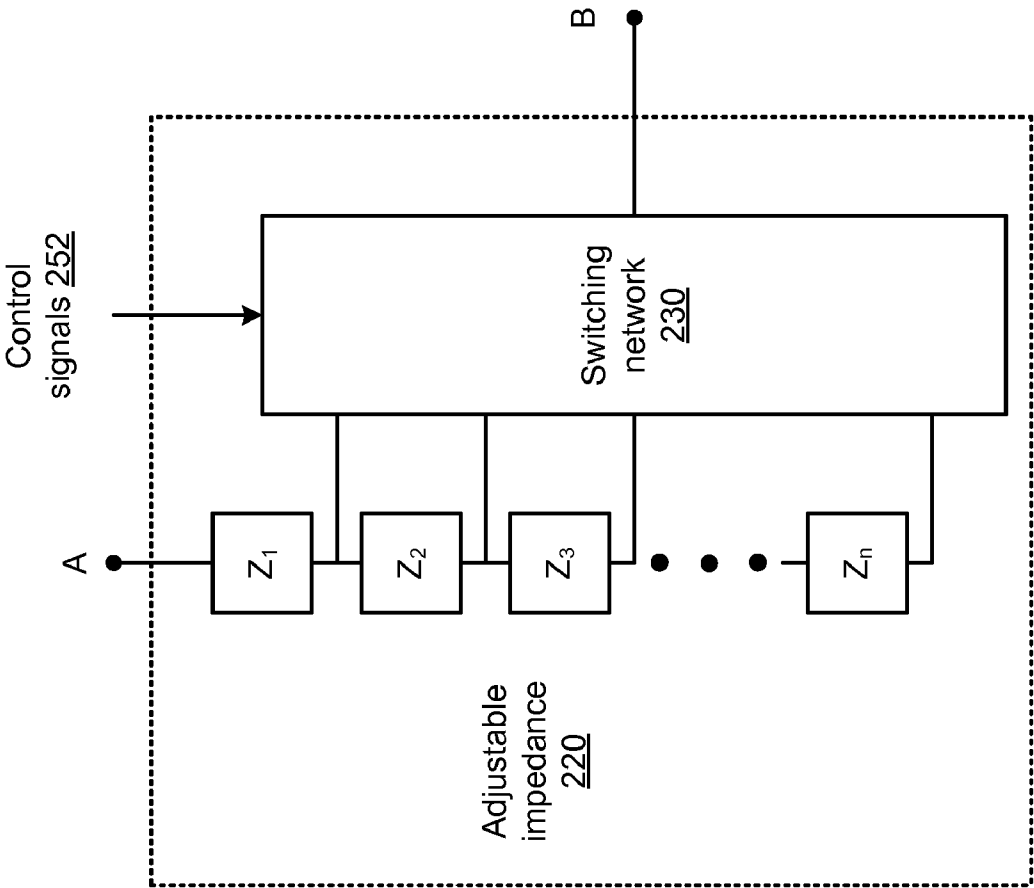 Control
signals 252
A
B
Z1
Z2
Z3
Zn
Switching
network
230
Adjustable
impedance
220